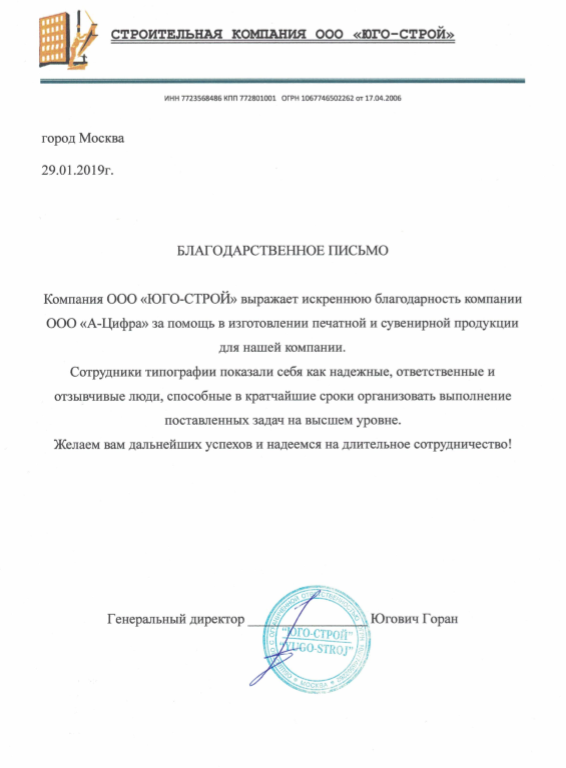 СТРОИТЕЛЬНАЯ КОМПАНИЯ ООО «ЮГО-СТРОЙ»
ИНН 7723568486 КПП 772801001 ОГРН 1067746502262 от 17.04.2006
город Москва
29.01.2019г.
БЛАГОДАРСТВЕННОЕ ПИСЬМО
Компания ООО «ЮГО-СТРОЙ» выражает искреннюю благодарность компании
ООО «А-Цифра» за помощь в изготовлении печатной и сувенирной продукции
для нашей компании.
Сотрудники типографии показали себя как надежные, ответственные и
отзывчивые люди, способные в кратчайшие сроки организовать выполнение
поставленных задач на высшем уровне.
Желаем вам дальнейших успехов и надеемся на длительное сотрудничество!
Генеральный директор Югович Горан
"ЮГО-СТРОЙ"
"YUGO-STROJ"
МОСКВА